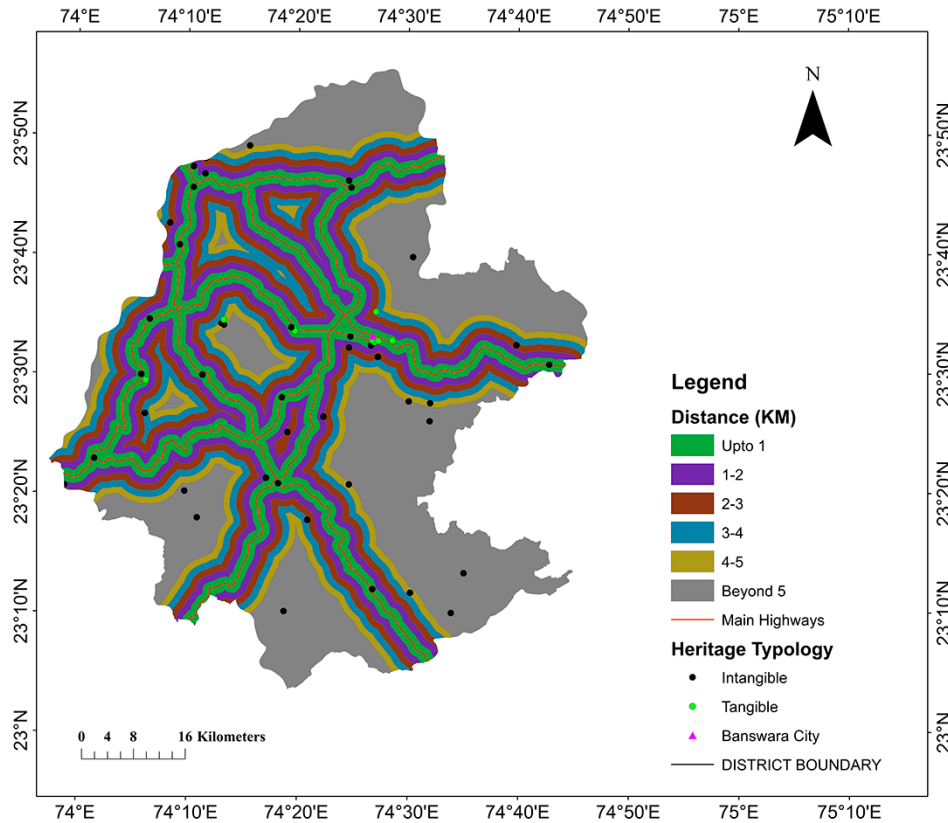 74°E 74°10'E 74°20'E 74°30'E 74°40'E 74°50'E 75°E 75°10'E
N
23°50'N 23°50'N
23°40'N 23°40'N
23°30'N 23°30'N
23°20'N 23°20'N
23°10'N 23°10'N
23°N 23°N
Legend
Distance (KM)
Upto 1
1-2
2-3
3-4
4-5
Beyond 5
Main Highways
Heritage Typology
Intangible
Tangible
Banswara City
DISTRICT BOUNDARY
0 4 8 16 Kilometers
74°E 74°10'E 74°20'E 74°30'E 74°40'E 74°50'E 75°E 75°10'E